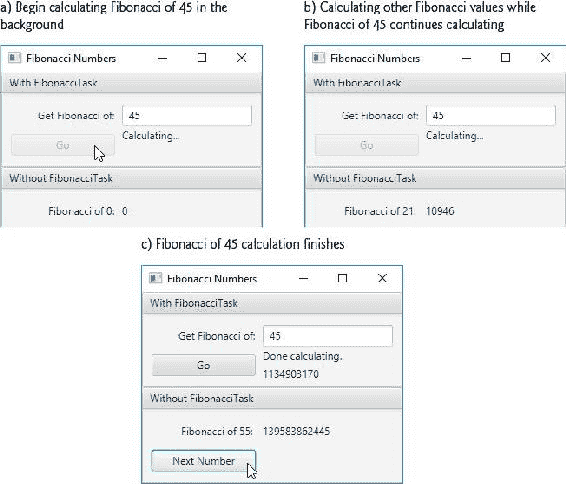 a) Begin calculating Fibonacci of 45 in the
background
Fibonacci Numbers
With FibonacciTask
Get Fibonacci of: 45
Go
Calculating...
Without FibonacciTask
Fibonacci of 0: 0
b) Calculating other Fibonacci values while
Fibonacci of 45 continues calculating
Fibonacci Numbers
With FibonacciTask
Get Fibonacci of: 45
Go
Calculating...
Without FibonacciTask
Fibonacci of 21: 10946
c) Fibonacci of 45 calculation finishes
Fibonacci Numbers
With FibonacciTask
Get Fibonacci of: 45
Go
Done calculating.
1134903170
Without FibonacciTask
Fibonacci of 55: 139583862445
Next Number